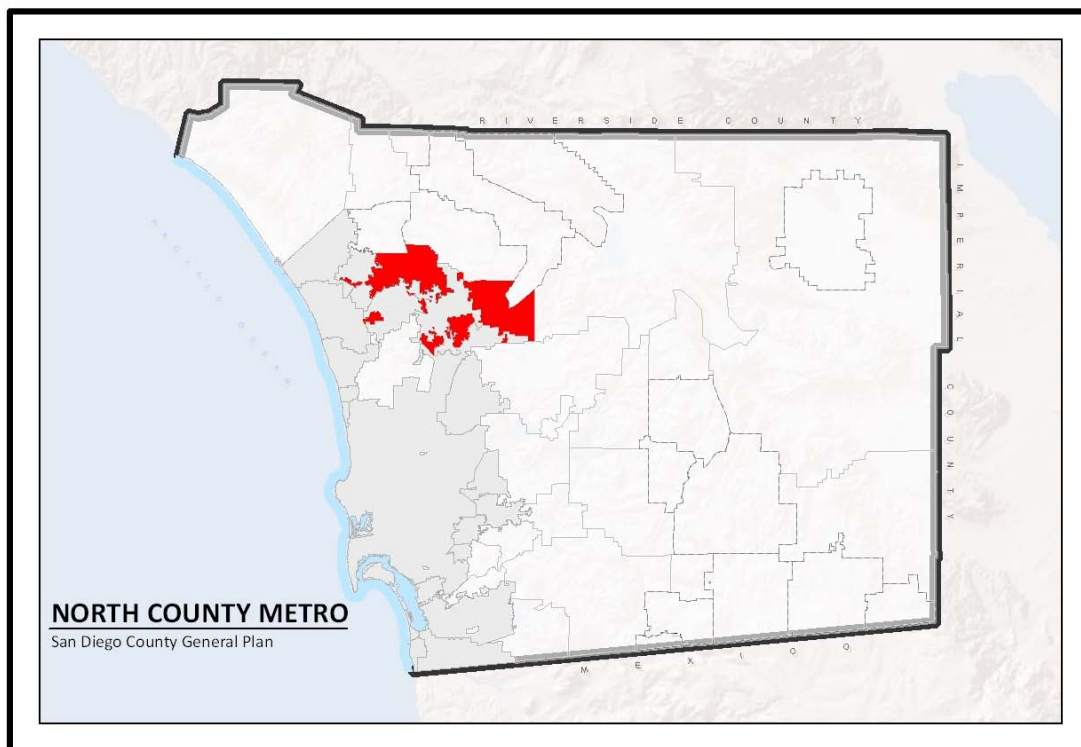 RIVERSIDE COUNTY
IMPERIAL COUNTY
NORTH COUNTY METRO
San Diego County General Plan
MEXICO